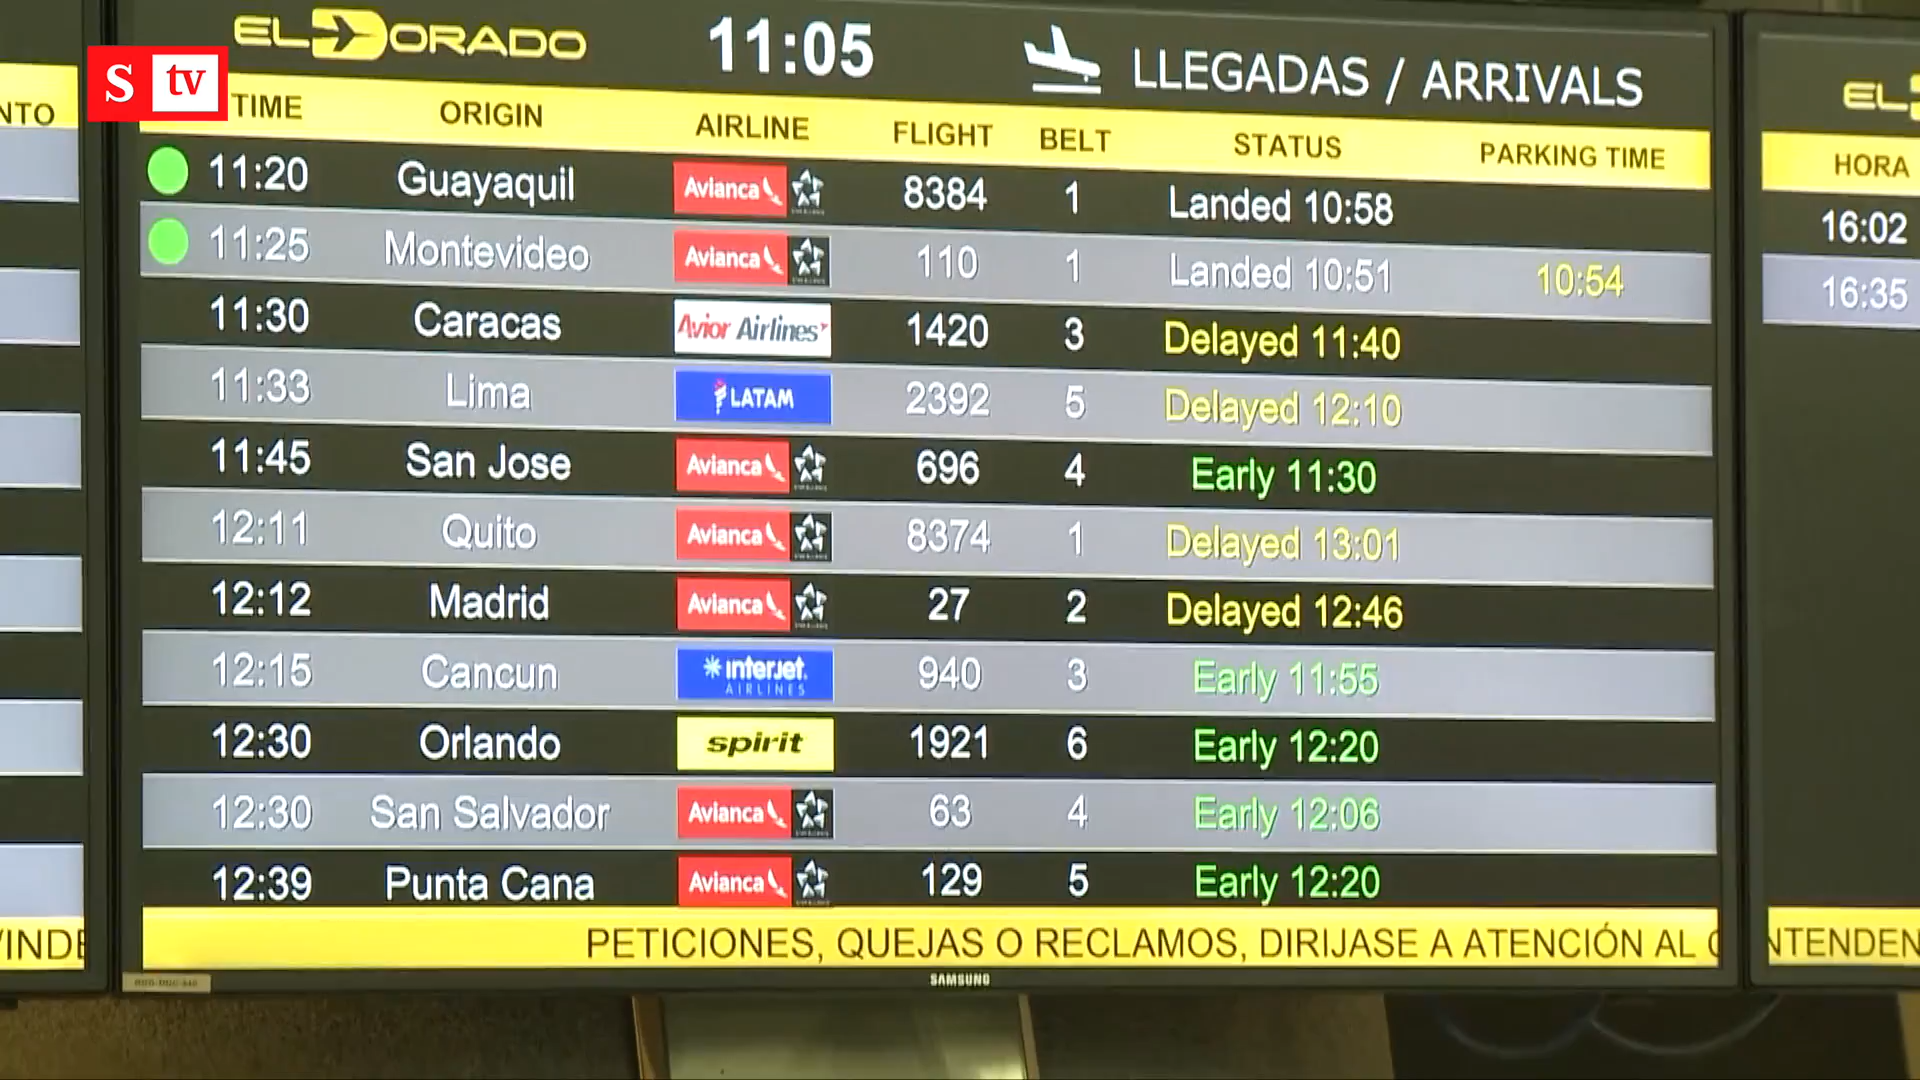 S tv
EL DORADO 11:05 LLEGADAS / ARRIVALS
TIME ORIGIN AIRLINE FLIGHT BELT STATUS PARKING TIME
11:20 Guayaquil Avianca 8384 1 Landed 10:58
11:25 Montevideo Avianca 110 1 Landed 10:51 10:54
11:30 Caracas Avior Airlines 1420 3 Delayed 11:40
11:33 Lima LATAM 2392 5 Delayed 12:10
11:45 San Jose Avianca 696 4 Early 11:30
12:11 Quito Avianca 8374 1 Delayed 13:01
12:12 Madrid Avianca 27 2 Delayed 12:46
12:15 Cancun interjet AIRLINES 940 3 Early 11:55
12:30 Orlando spirit 1921 6 Early 12:20
12:30 San Salvador Avianca 63 4 Early 12:06
12:39 Punta Cana Avianca 129 5 Early 12:20
PETICIONES, QUEJAS O RECLAMOS, DIRIJASE A ATENCIÓN AL
SAMSUNG
NTO
VINDE
EL
HORA
16:02
16:35
NTENDEN